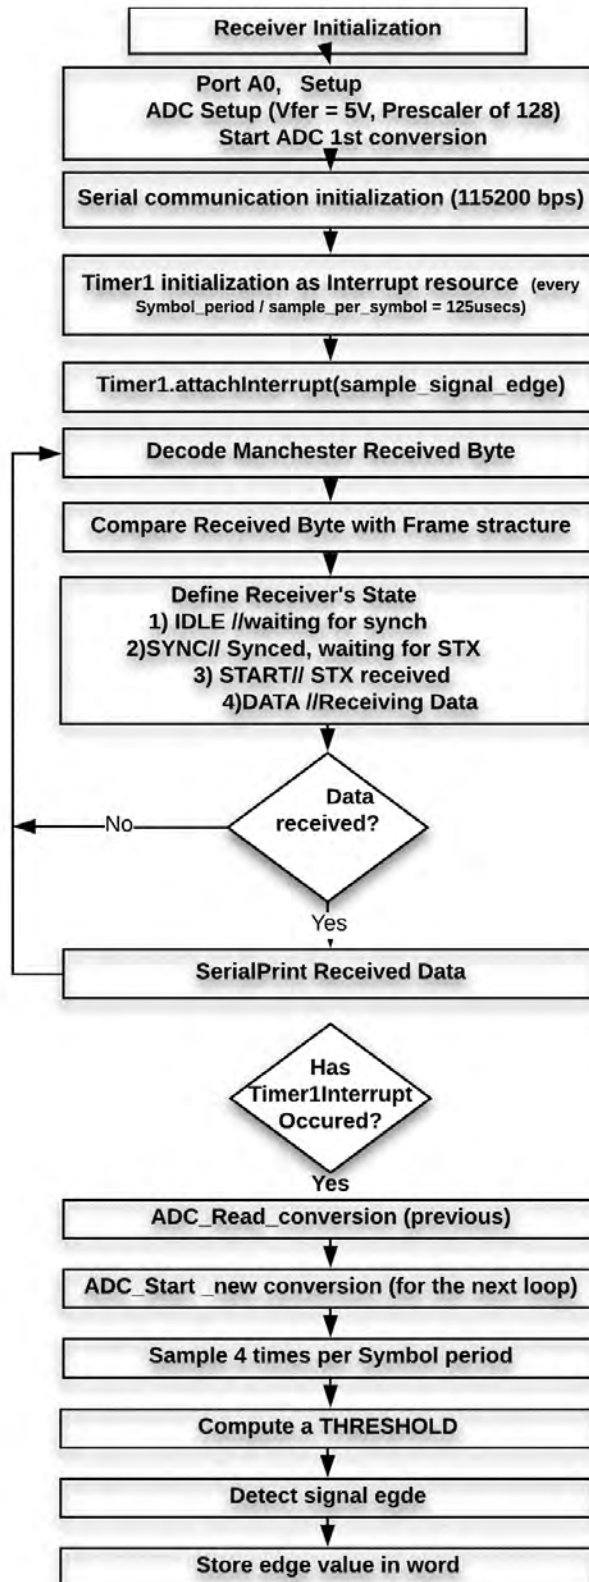 Receiver Initialization
Port A0, Setup
ADC Setup (Vfer = 5V, Prescaler of 128)
Start ADC 1st conversion
Serial communication initialization (115200 bps)
Timer1 initialization as Interrupt resource (every
Symbol_period / sample_per_symbol = 125usecs)
Timer1.attachInterrupt(sample_signal_edge)
Decode Manchester Received Byte
Compare Received Byte with Frame stracture
Define Receiver's State
1) IDLE //waiting for synch
2)SYNC// Synced, waiting for STX
3) START// STX received
4)DATA //Receiving Data
Data
received?
No
Yes
SerialPrint Received Data
Has
Timer1Interrupt
Occured?
Yes
ADC_Read_conversion (previous)
ADC_Start _new conversion (for the next loop)
Sample 4 times per Symbol period
Compute a THRESHOLD
Detect signal egde
Store edge value in word